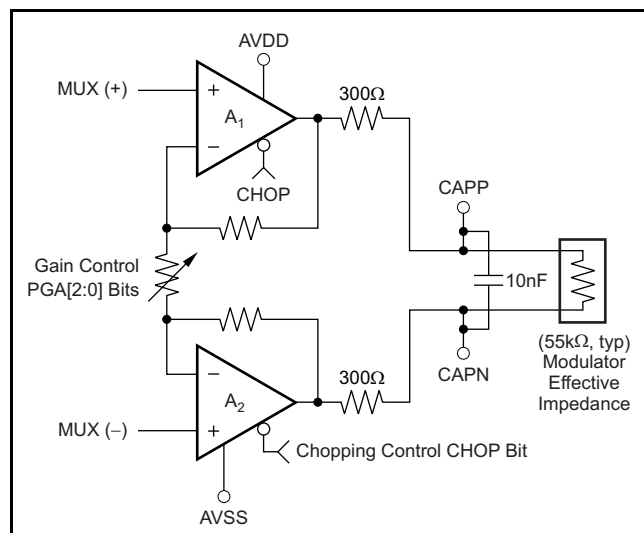 AVDD
MUX (+)
+
A1
−
CHOP
300Ω
CAPP
Gain Control
PGA[2:0] Bits
10nF
(55kΩ, typ)
Modulator
Effective
Impedance
CAPN
300Ω
−
A2
+
MUX (−)
Chopping Control CHOP Bit
AVSS